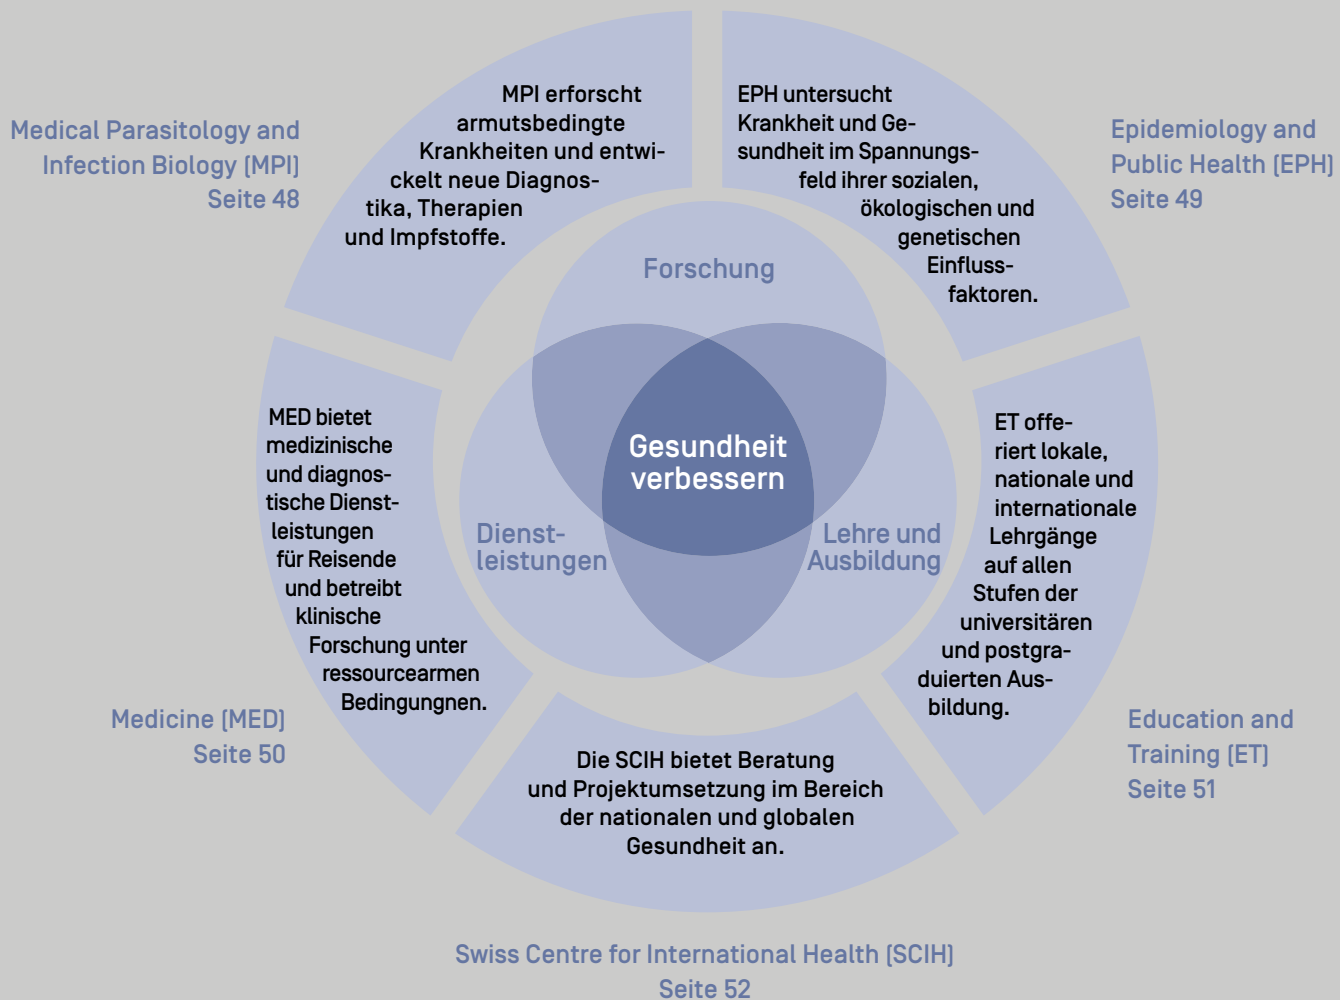 Medical Parasitology and
Infection Biology (MPI)
Seite 48
MPI erforscht
armutsbedingte
Krankheiten und entwi-
ckelt neue Diagnos-
tika, Therapien
und Impfstoffe.
EPH untersucht
Krankheit und Ge-
sundheit im Spannungs-
feld ihrer sozialen,
ökologischen und
genetischen
Einfluss-
faktoren.
Epidemiology and
Public Health (EPH)
Seite 49
Forschung
Gesundheit
verbessern
Dienst-
leistungen
Lehre und
Ausbildung
MED bietet
medizinische
und diagnos-
tische Dienst-
leistungen
für Reisende
und betreibt
klinische
Forschung unter
ressourcearmen
Bedingungnen.
Medicine (MED)
Seite 50
ET offe-
riert lokale,
nationale und
internationale
Lehrgänge
auf allen
Stufen der
universitären
und postgra-
duierten Aus-
bildung.
Education and
Training (ET)
Seite 51
Die SCIH bietet Beratung
und Projektumsetzung im Bereich
der nationalen und globalen
Gesundheit an.
Swiss Centre for International Health (SCIH)
Seite 52